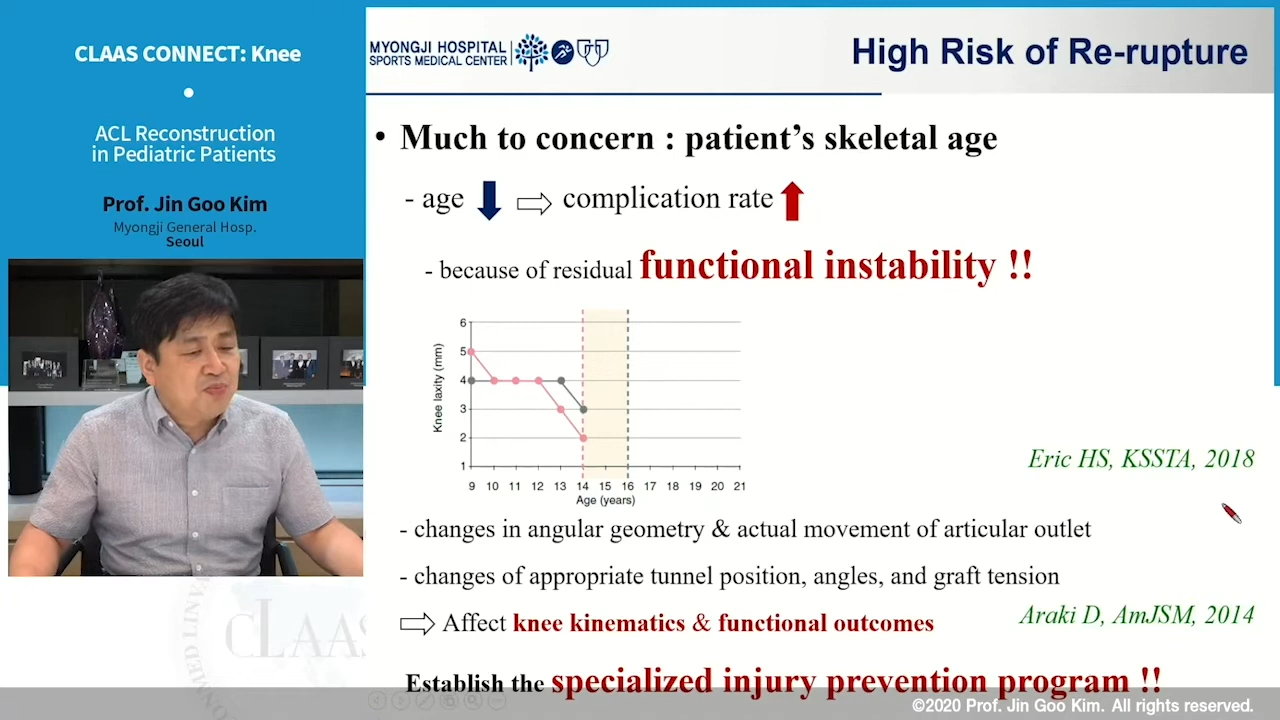 CLAAS CONNECT: Knee
ACL Reconstruction
in Pediatric Patients
Prof. Jin Goo Kim
Myongji General Hosp.
Seoul
MYONGJI HOSPITAL
SPORTS MEDICAL CENTER
High Risk of Re-rupture
• Much to concern : patient's skeletal age
- age
complication rate
- because of residual functional instability !!
Knee laxity (mm)
6
5
4
3
2
1
9 10 11 12 13 14 15 16 17 18 19 20 21
Age (years)
Eric HS, KSSTA, 2018
- changes in angular geometry & actual movement of articular outlet
- changes of appropriate tunnel position, angles, and graft tension
Affect knee kinematics & functional outcomes
Araki D, AmJSM, 2014
Establish the specialized injury prevention program !!
CLAAS
©2020 Prof. Jin Goo Kim. All rights reserved.